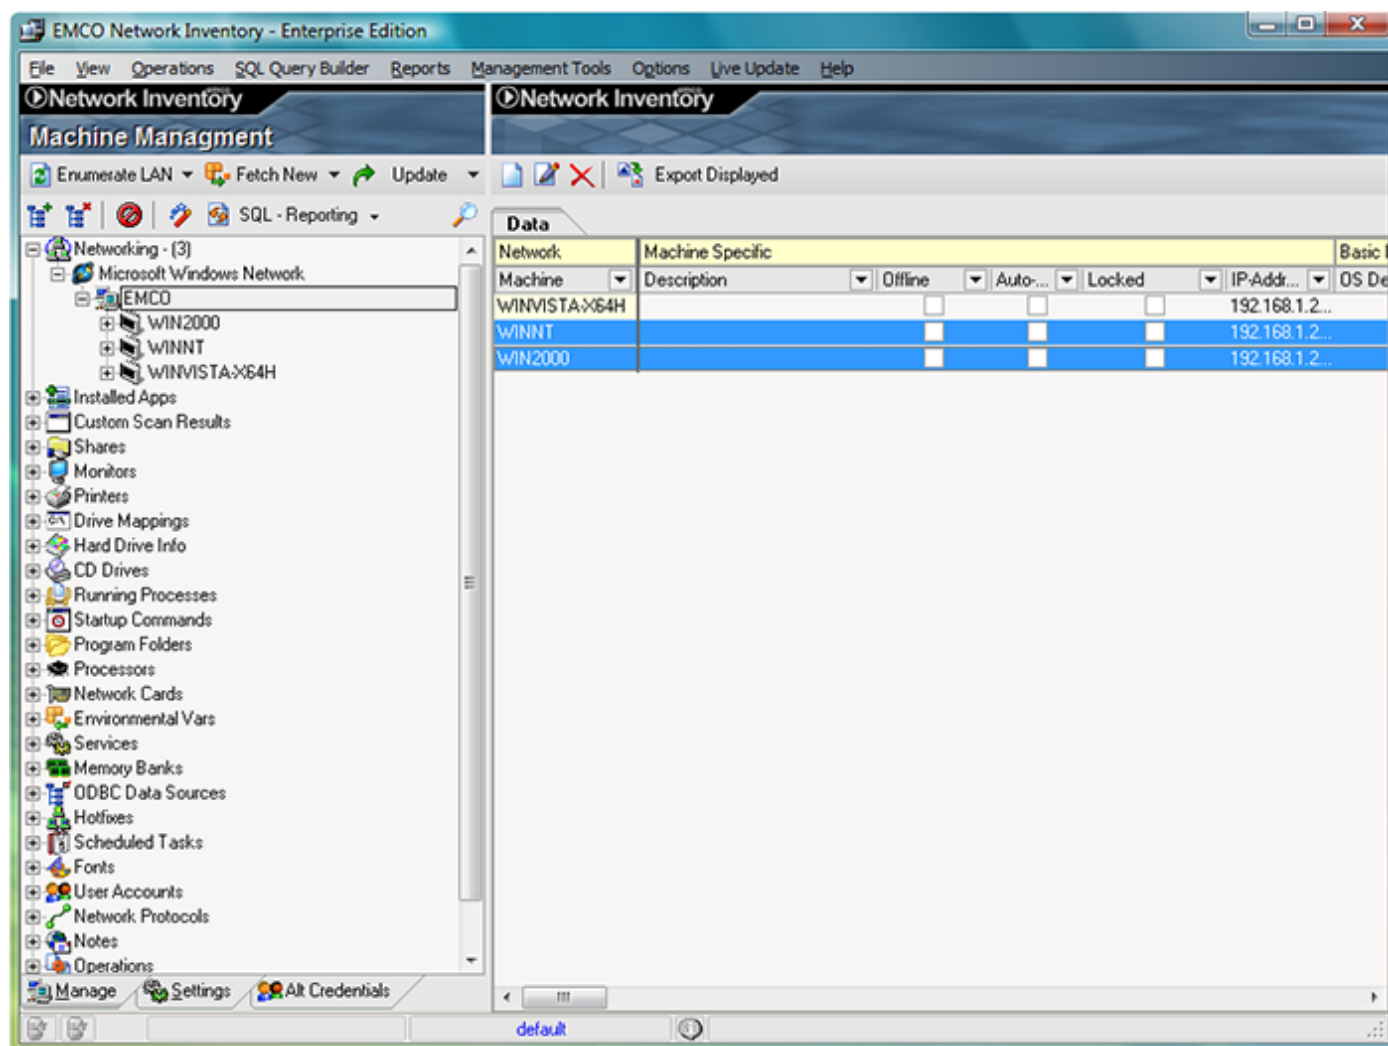 EMCO Network Inventory - Enterprise Edition
File View Operations SQL Query Builder Reports Management Tools Options Live Update Help
Network Inventory
Machine Managment
Network Inventory
Enumerate LAN Fetch New Update
Export Displayed
SQL - Reporting
Data
Networking - (3)
Microsoft Windows Network
EMCO
WIN2000
WINNT
WINVISTA-X64H
Installed Apps
Custom Scan Results
Shares
Monitors
Printers
Drive Mappings
Hard Drive Info
CD Drives
Running Processes
Startup Commands
Program Folders
Processors
Network Cards
Environmental Vars
Services
Memory Banks
ODBC Data Sources
Hotfixes
Scheduled Tasks
Fonts
User Accounts
Network Protocols
Notes
Operations
Manage Settings Alt Credentials
Network Machine Specific Basic
Machine Description Offline Auto-... Locked IP-Addr... OS De
WINVISTA-X64H 192.168.1.2...
WINNT 192.168.1.2...
WIN2000 192.168.1.2...
default